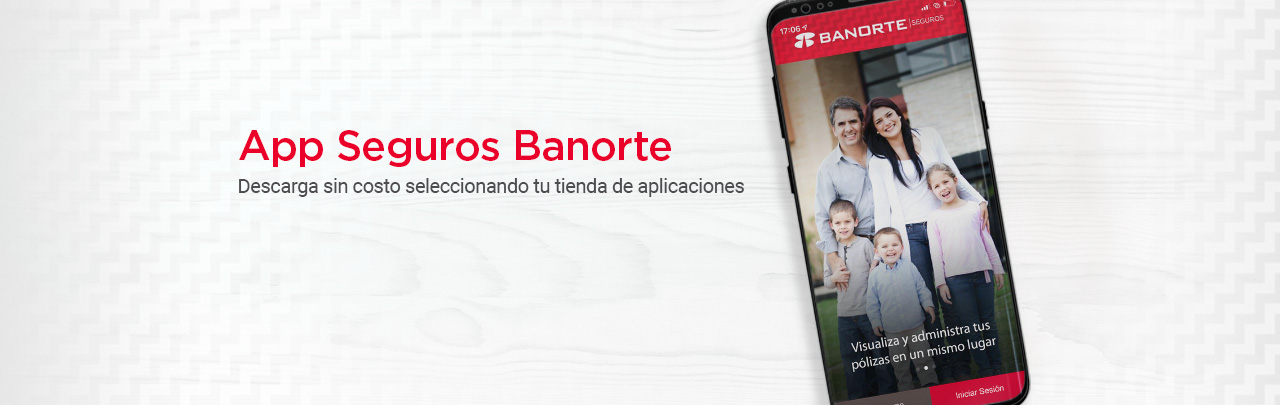 17:06
BANORTE | SEGUROS
App Seguros Banorte
Descarga sin costo seleccionando tu tienda de aplicaciones
Visualiza y administra tus
pólizas en un mismo lugar
Iniciar Sesión